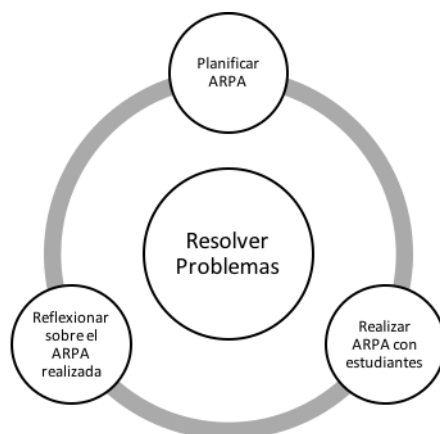 Planificar
ARPA
Resolver
Problemas
Reflexionar
sobre el
ARPA
realizada
Realizar
ARPA con
estudiantes